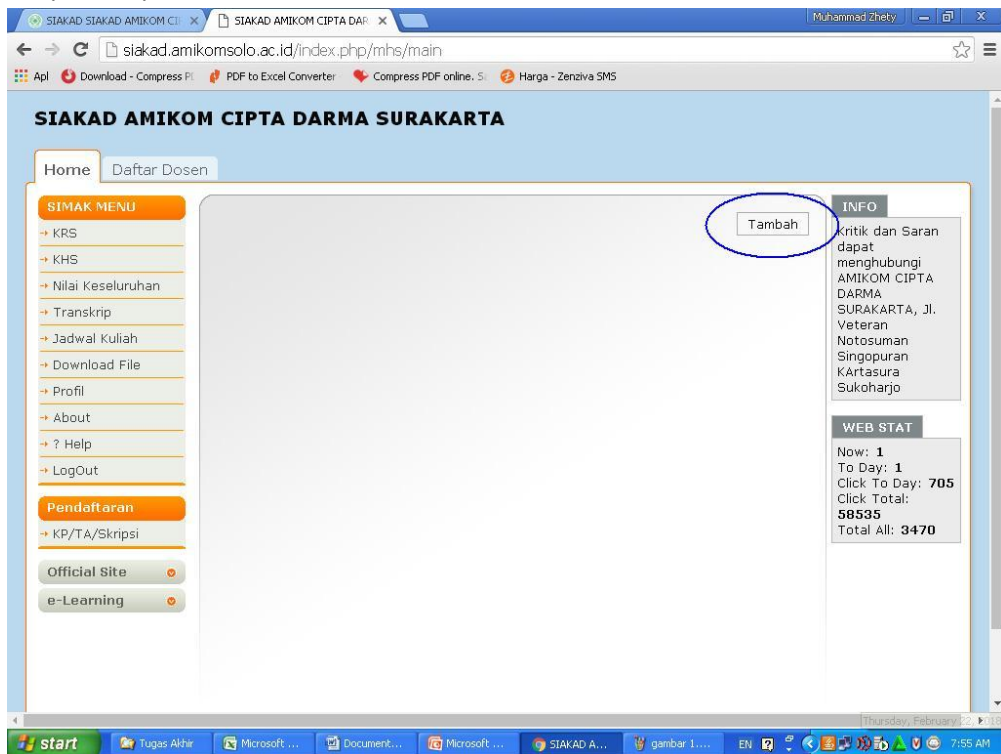 SIAKAD SIAKAD AMIKOM CI
SIAKAD AMIKOM CIPTA DAR
Muhammad Zhety
siakad.amikomsolo.ac.id/index.php/mhs/main
Apl
Download - Compress P
PDF to Excel Converter
Compress PDF online. S
Harga - Zenziva SMS
SIAKAD AMIKOM CIPTA DARMA SURAKARTA
Home
Daftar Dosen
SIMAK MENU
KRS
KHS
Nilai Keseluruhan
Transkrip
Jadwal Kuliah
Download File
Profil
About
? Help
LogOut
Pendaftaran
KP/TA/Skripsi
Official Site
e-Learning
Tambah
INFO
Kritik dan Saran
dapat
menghubungi
AMIKOM CIPTA
DARMA
SURAKARTA, Jl.
Veteran
Notosuman
Singopuran
KArtasura
Sukoharjo
WEB STAT
Now: 1
To Day: 1
Click To Day: 705
Click Total:
58535
Total All: 3470
Thursday, February 22, 2018
start
Tugas Akhir
Microsoft ...
Document...
Microsoft ...
SIAKAD A...
gambar 1....
EN
7:55 AM